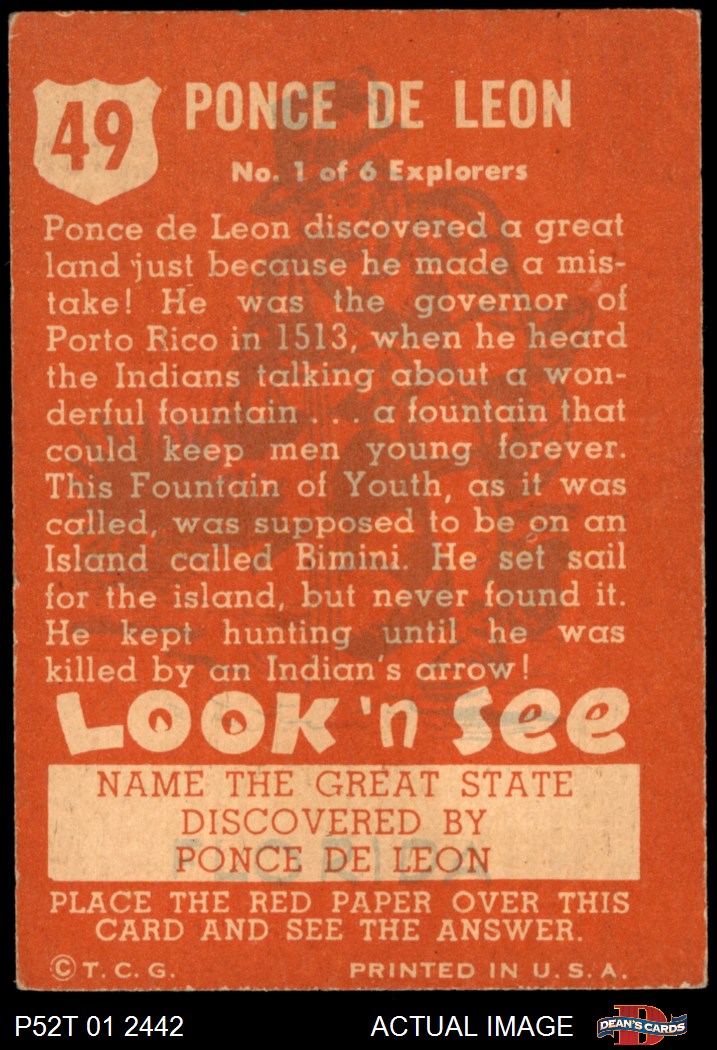 49
PONCE DE LEON
No. 1 of 6 Explorers
Ponce de Leon discovered a great
land just because he made a mis-
take! He was the governor of
Porto Rico in 1513, when he heard
the Indians talking about a won-
derful fountain . . . a fountain that
could keep men young forever.
This Fountain of Youth, as it was
called, was supposed to be on an
Island called Bimini. He set sail
for the island, but never found it.
He kept hunting until he was
killed by an Indian's arrow!
LOOK 'n See
NAME THE GREAT STATE
DISCOVERED BY
PONCE DE LEON
FLORIDA
PLACE THE RED PAPER OVER THIS
CARD AND SEE THE ANSWER.
© T. C. G. PRINTED IN U. S. A.
P52T 01 2442 ACTUAL IMAGE D DEAN'S CARDS